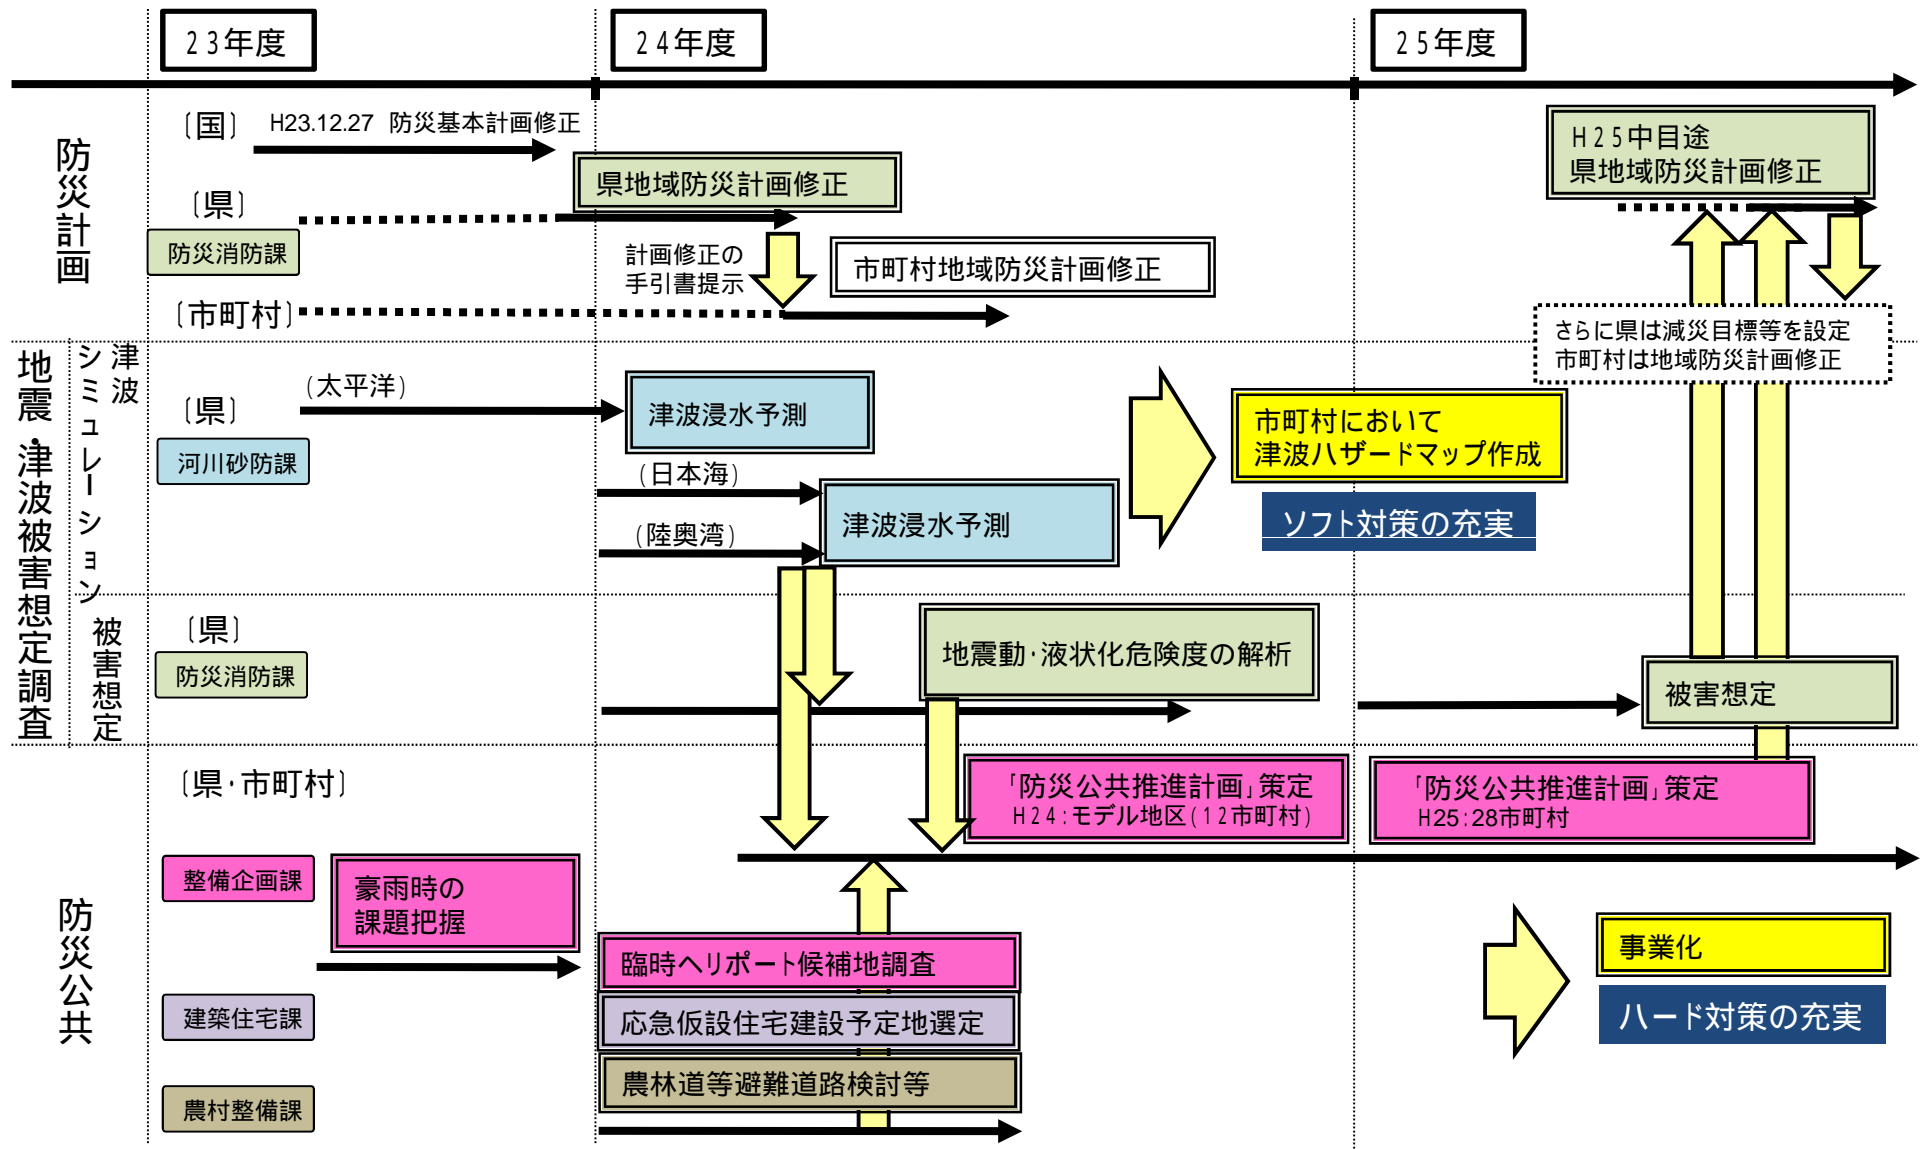 23年度
24年度
25年度
防災計画
〔国〕
H23.12.27 防災基本計画修正
〔県〕
県地域防災計画修正
防災消防課
計画修正の
手引書提示
市町村地域防災計画修正
〔市町村〕
H25中目途
県地域防災計画修正
さらに県は減災目標等を設定
市町村は地域防災計画修正
地震・津波被害想定調査
津波
シミュレーション
〔県〕
(太平洋)
津波浸水予測
河川砂防課
(日本海)
(陸奥湾)
津波浸水予測
市町村において
津波ハザードマップ作成
ソフト対策の充実
被害想定
〔県〕
防災消防課
地震動・液状化危険度の解析
被害想定
防災公共
〔県・市町村〕
「防災公共推進計画」策定
H24:モデル地区(12市町村)
「防災公共推進計画」策定
H25:28市町村
整備企画課
豪雨時の
課題把握
臨時ヘリポート候補地調査
建築住宅課
応急仮設住宅建設予定地選定
農村整備課
農林道等避難道路検討等
事業化
ハード対策の充実